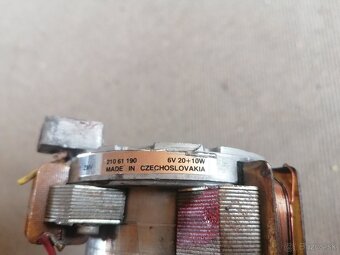 210 61 190 6V 20+10W
MADE IN CZECHOSLOVAKIA